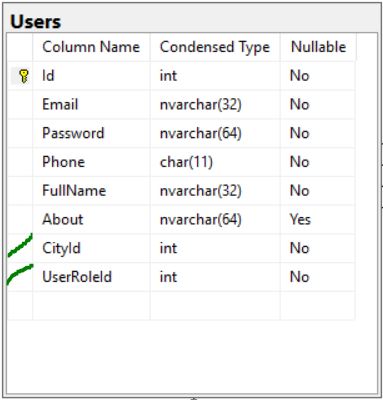 Users
Column Name Condensed Type Nullable
Id int No
Email nvarchar(32) No
Password nvarchar(64) No
Phone char(11) No
FullName nvarchar(32) No
About nvarchar(64) Yes
CityId int No
UserRoleId int No